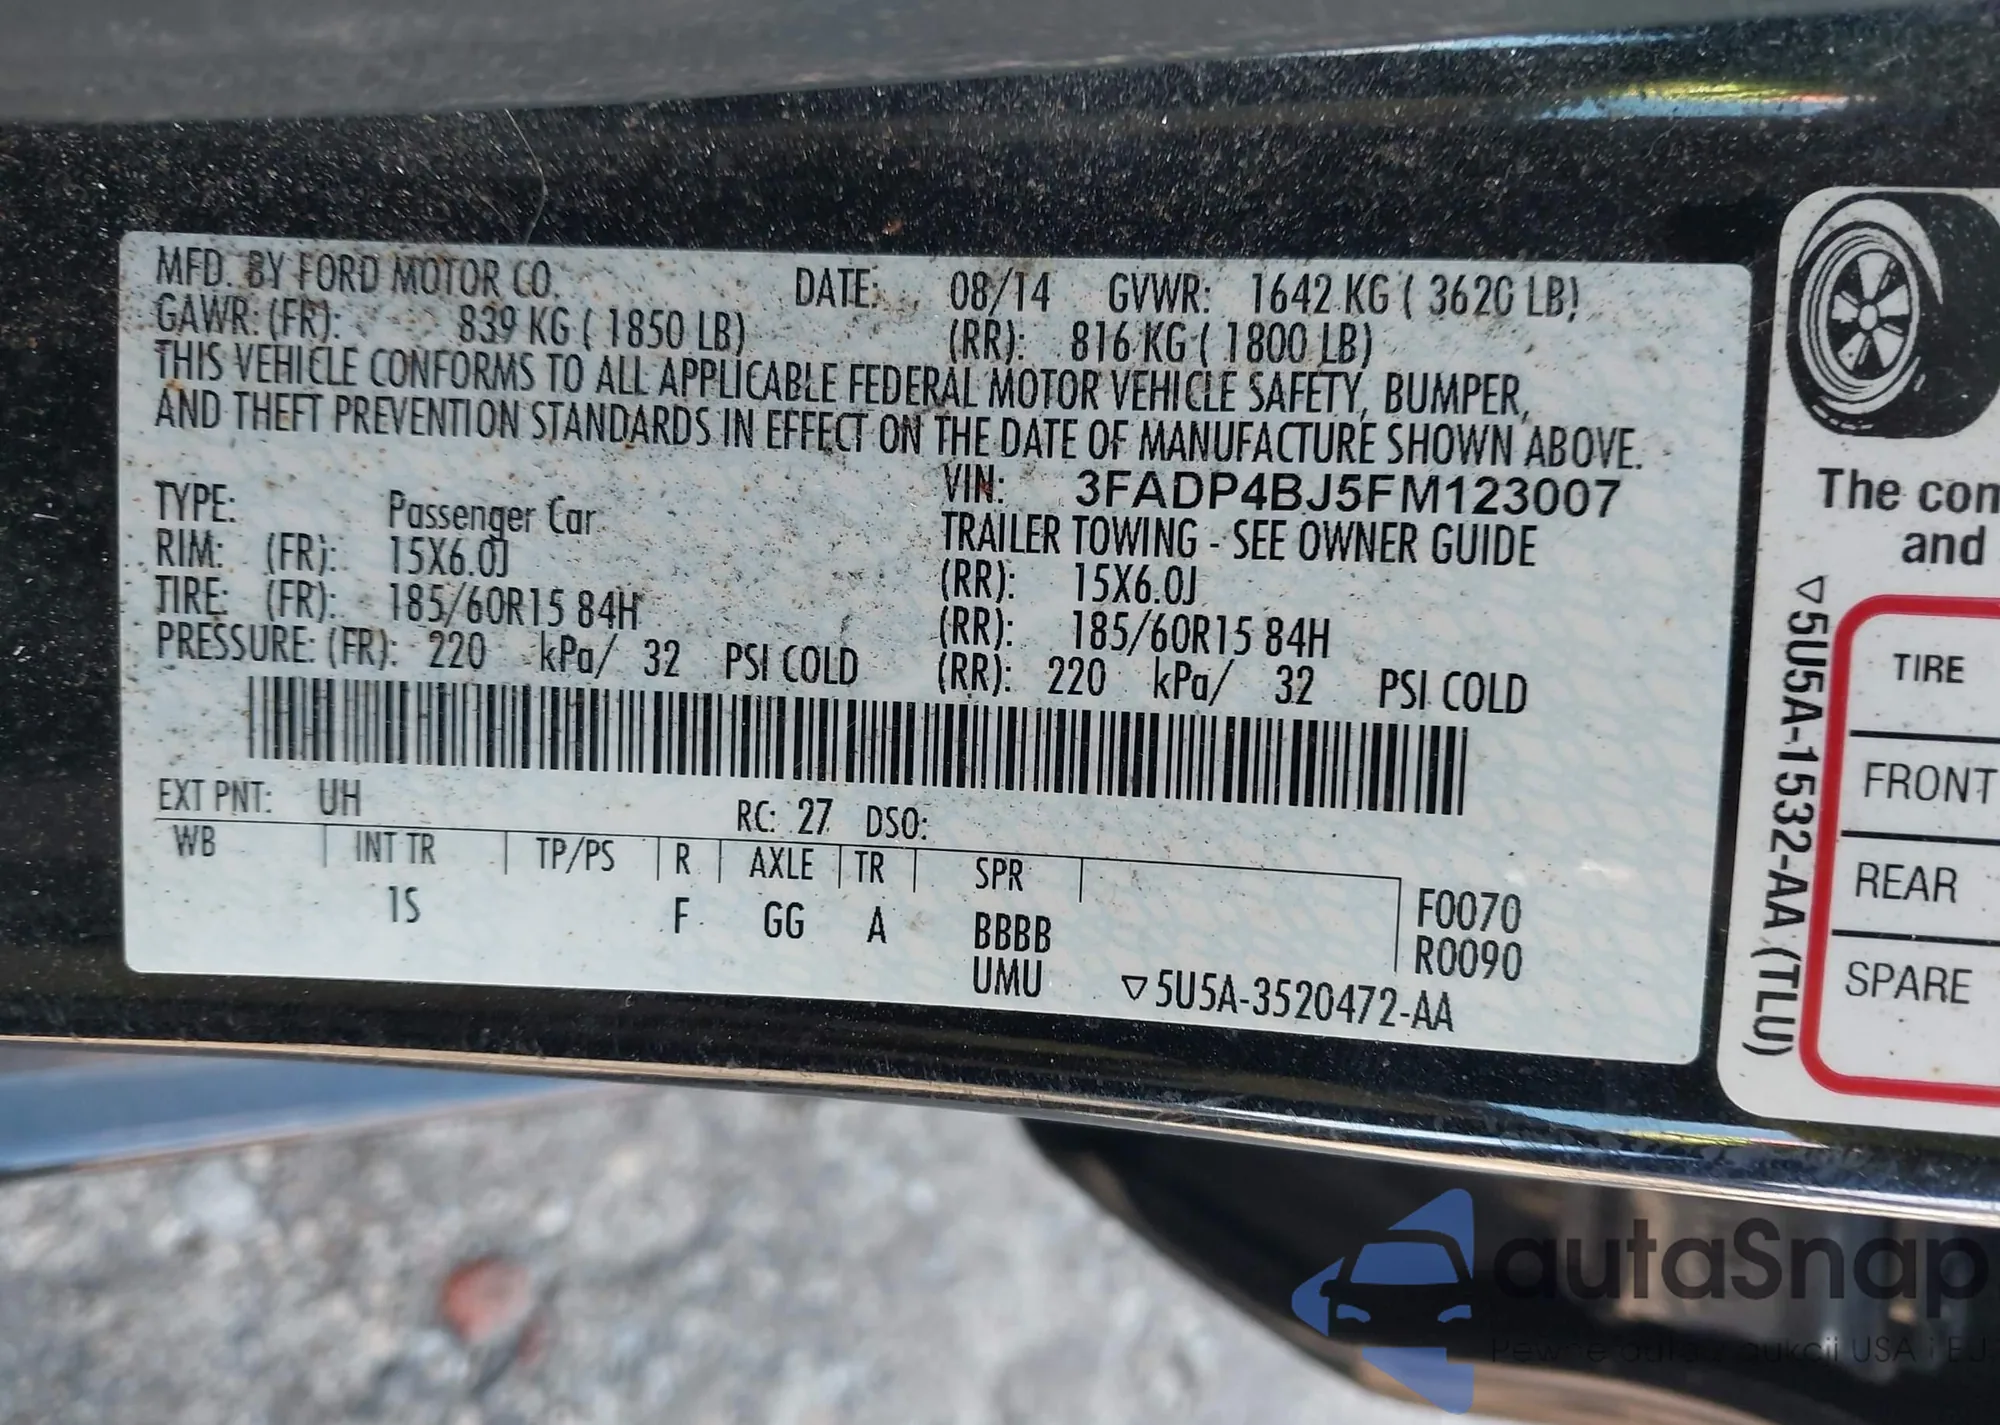 MFD. BY FORD MOTOR CO. DATE: 08/14 GVWR: 1642 KG ( 3620 LB)
GAWR: (FR): 839 KG ( 1850 LB) (RR): 816 KG ( 1800 LB)
THIS VEHICLE CONFORMS TO ALL APPLICABLE FEDERAL MOTOR VEHICLE SAFETY, BUMPER,
AND THEFT PREVENTION STANDARDS IN EFFECT ON THE DATE OF MANUFACTURE SHOWN ABOVE.
VIN: 3FADP4BJ5FM123007
TYPE: Passenger Car TRAILER TOWING - SEE OWNER GUIDE
RIM: (FR): 15X6.0J (RR): 15X6.0J
TIRE: (FR): 185/60R15 84H (RR): 185/60R15 84H
PRESSURE: (FR): 220 kPa/ 32 PSI COLD (RR): 220 kPa/ 32 PSI COLD
EXT PNT: UH RC: 27 DSO:
WB INT TR TP/PS R AXLE TR SPR
1S F GG A BBBB F0070
UMU R0090
▽5U5A-3520472-AA
The con
and
▽5U5A-1532-AA (TLU)
TIRE
FRONT
REAR
SPARE
autaSnap
aukcji USA i EU